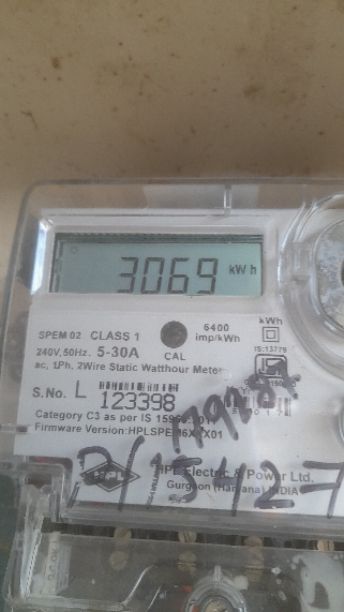 3069 kWh
SPEM 02 CLASS 1
240V, 50Hz. 5-30A
CAL
6400
imp/kWh
kWh
IS:13779
ac, 1Ph, 2Wire Static Watthour Meter
S.No. L 123398
Category C3 as per IS
Firmware Version:HPLSPEM6
HPL
HPL Electric & Power Ltd.
Gurgaon (Haryana) INDIA